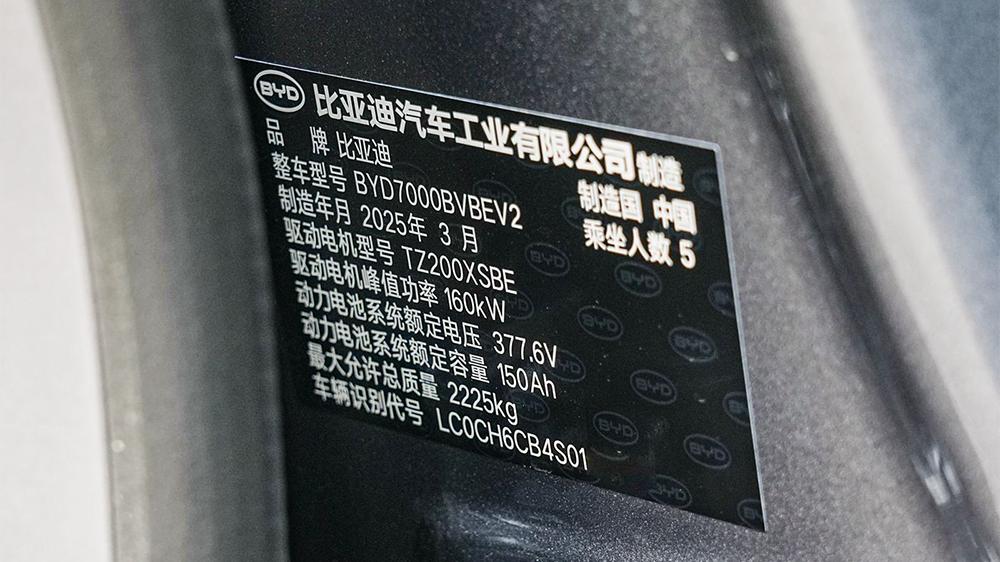 BYD 比亚迪汽车工业有限公司制造
品 牌 比亚迪
制造国 中国
整车型号 BYD7000BVBEV2
乘坐人数 5
制造年月 2025年 3 月
驱动电机型号 TZ200XSBE
驱动电机峰值功率 160kW
动力电池系统额定电压 377.6V
动力电池系统额定容量 150Ah
最大允许总质量 2225kg
车辆识别代号 LC0CH6CB4S01